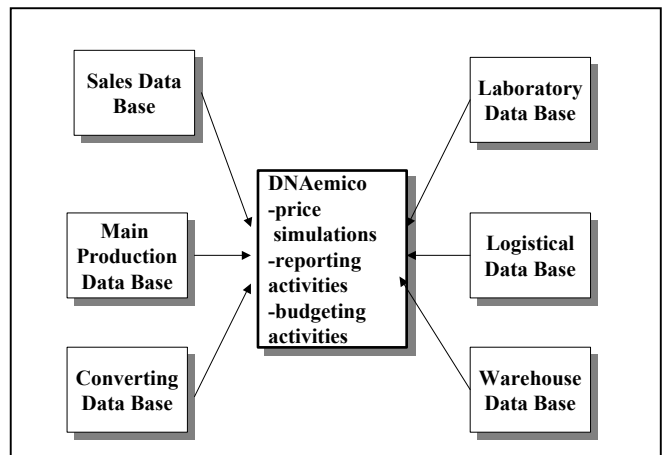 Sales Data
Base
Main
Production
Data Base
Converting
Data Base
DNAemico
-price
simulations
-reporting
activities
-budgeting
activities
Laboratory
Data Base
Logistical
Data Base
Warehouse
Data Base